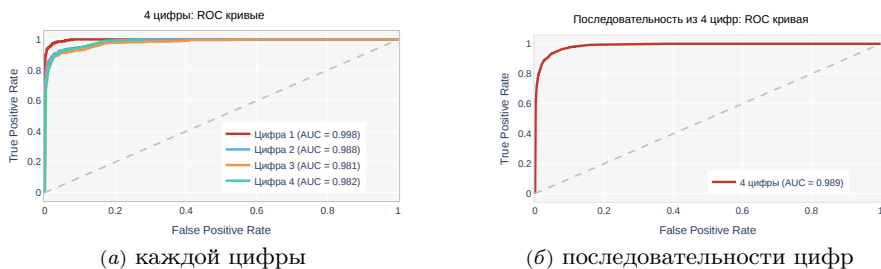 4 цифры: ROC кривые
1
0.8
0.6
0.4
0.2
0
True Positive Rate
Цифра 1 (AUC = 0.998)
Цифра 2 (AUC = 0.988)
Цифра 3 (AUC = 0.981)
Цифра 4 (AUC = 0.982)
0 0.2 0.4 0.6 0.8 1
False Positive Rate
(а) каждой цифры
Последовательность из 4 цифр: ROC кривая
1
0.8
0.6
0.4
0.2
0
True Positive Rate
4 цифры (AUC = 0.989)
0 0.2 0.4 0.6 0.8 1
False Positive Rate
(б) последовательности цифр